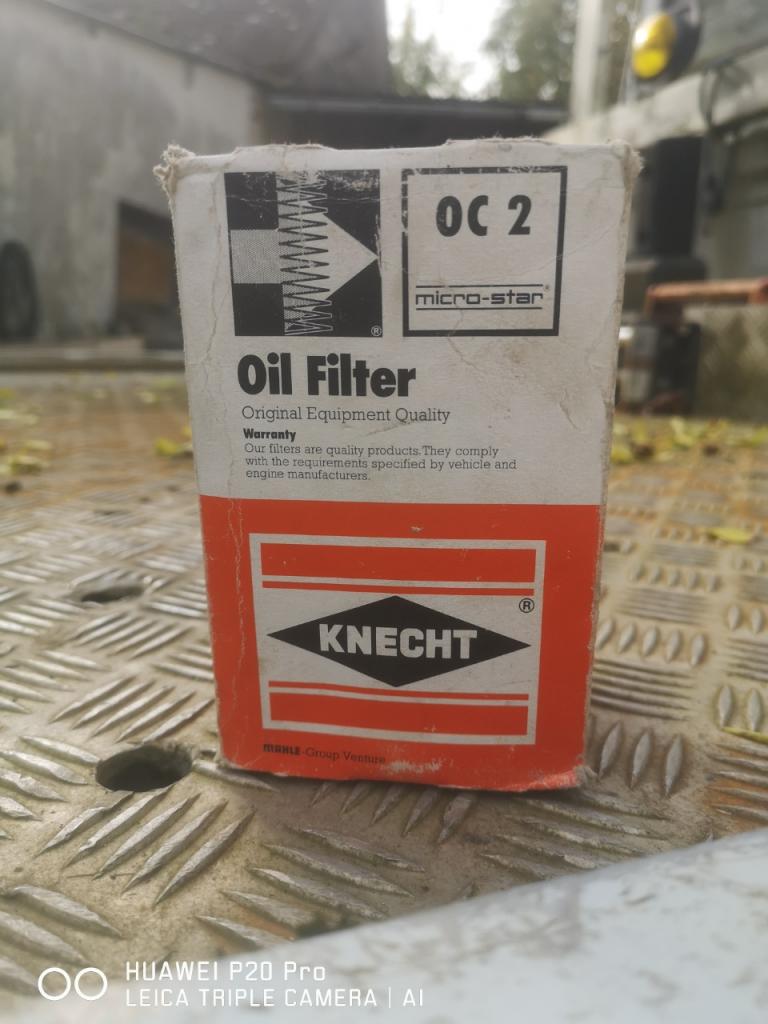 OC 2
micro-star®
®
Oil Filter
Original Equipment Quality
Warranty
Our filters are quality products.They comply
with the requirements specified by vehicle and
engine manufacturers.
®
KNECHT
MAHLE-Group Venture
HUAWEI P20 Pro
LEICA TRIPLE CAMERA | AI